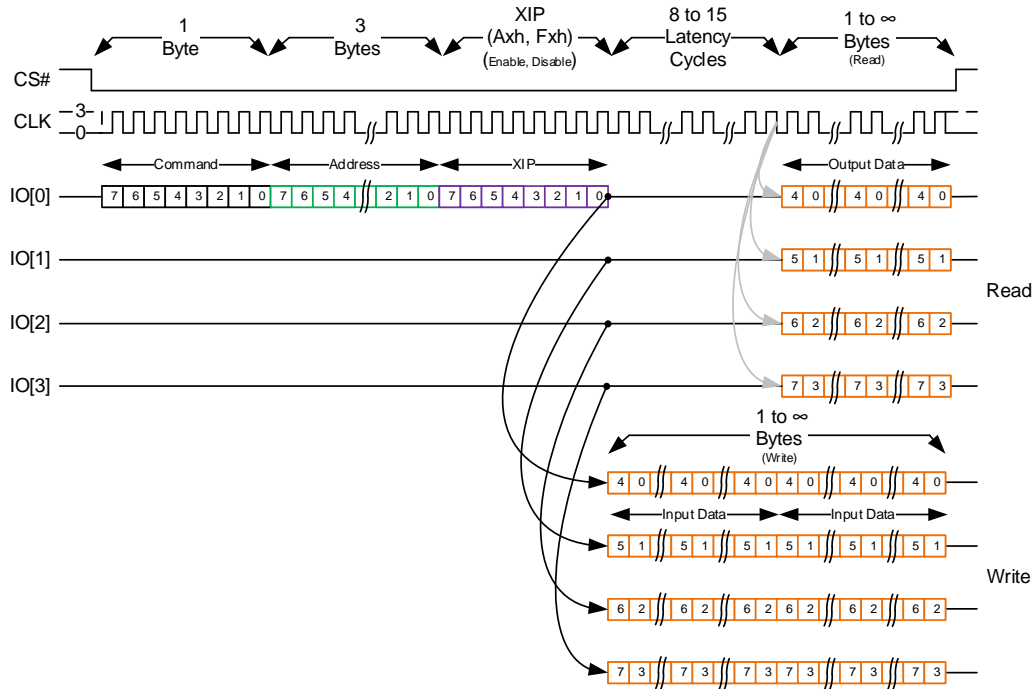 1 Byte
3 Bytes
XIP (Axh, Fxh) (Enable, Disable)
8 to 15 Latency Cycles
1 to ∞ Bytes (Read)
CS#
CLK 3 0
Command Address XIP Output Data
IO[0] 7 6 5 4 3 2 1 0 7 6 5 4 2 1 0 7 6 5 4 3 2 1 0 4 0 4 0 4 0
IO[1] 5 1 5 1 5 1
Read
IO[2] 6 2 6 2 6 2
IO[3] 7 3 7 3 7 3
1 to ∞ Bytes (Write)
4 0 4 0 4 0 4 0 4 0 4 0
Input Data Input Data
5 1 5 1 5 1 5 1 5 1 5 1
Write
6 2 6 2 6 2 6 2 6 2 6 2
7 3 7 3 7 3 7 3 7 3 7 3